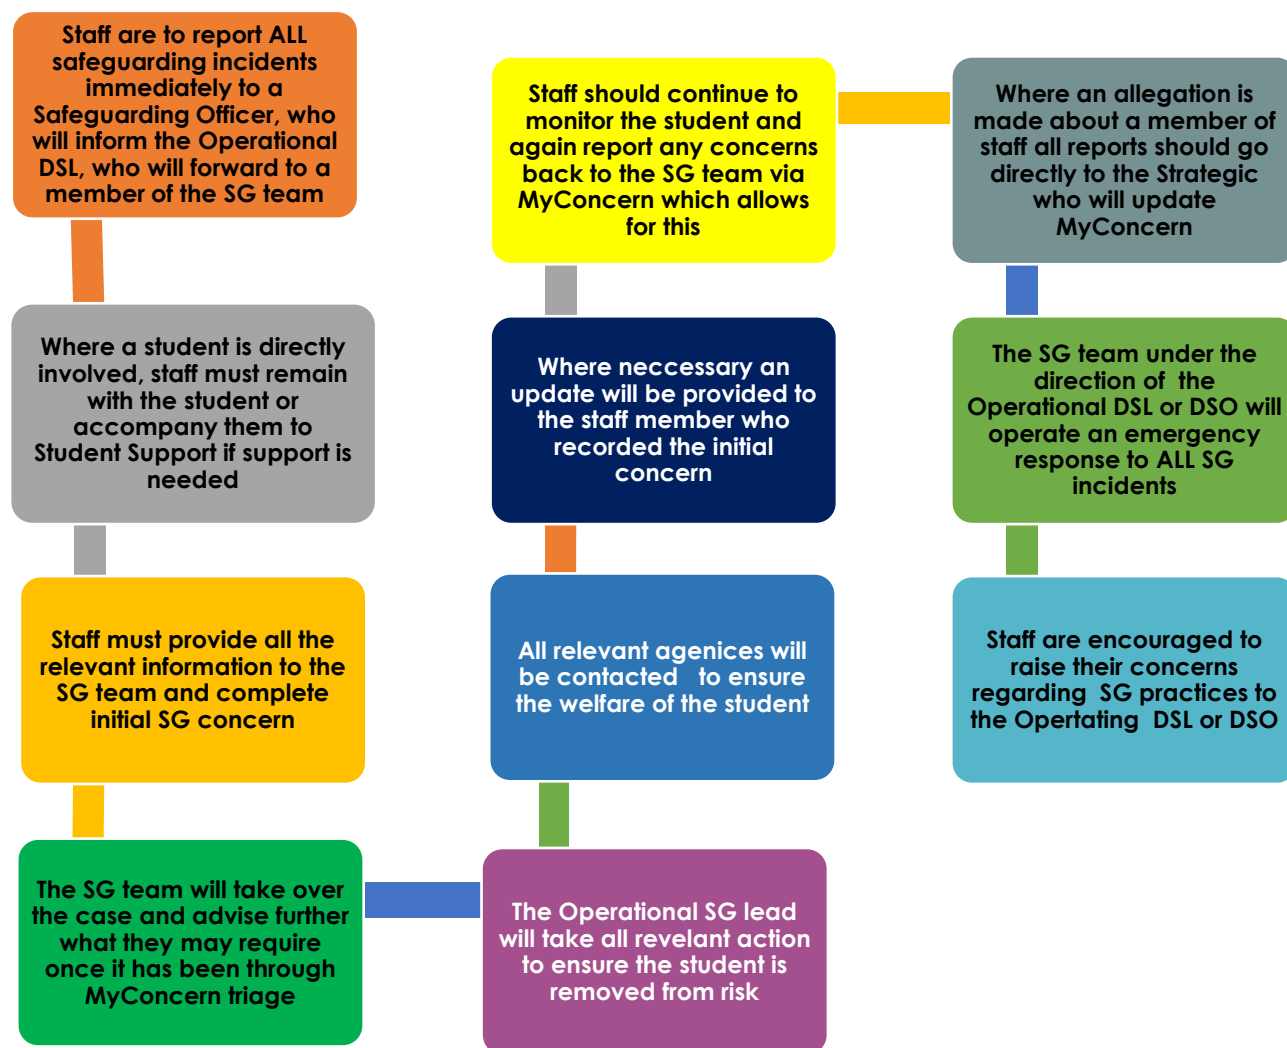 Staff are to report ALL
safeguarding incidents
immediately to a
Safeguarding Officer, who
will inform the Operational
DSL, who will forward to a
member of the SG team
Where a student is directly
involved, staff must remain
with the student or
accompany them to
Student Support if support is
needed
Staff must provide all the
relevant information to the
SG team and complete
initial SG concern
The SG team will take over
the case and advise further
what they may require
once it has been through
MyConcern triage
The Operational SG lead
will take all revelant action
to ensure the student is
removed from risk
All relevant agenices will
be contacted to ensure
the welfare of the student
Where neccessary an
update will be provided to
the staff member who
recorded the initial
concern
Staff should continue to
monitor the student and
again report any concerns
back to the SG team via
MyConcern which allows
for this
Where an allegation is
made about a member of
staff all reports should go
directly to the Strategic
who will update
MyConcern
The SG team under the
direction of the
Operational DSL or DSO will
operate an emergency
response to ALL SG
incidents
Staff are encouraged to
raise their concerns
regarding SG practices to
the Opertating DSL or DSO